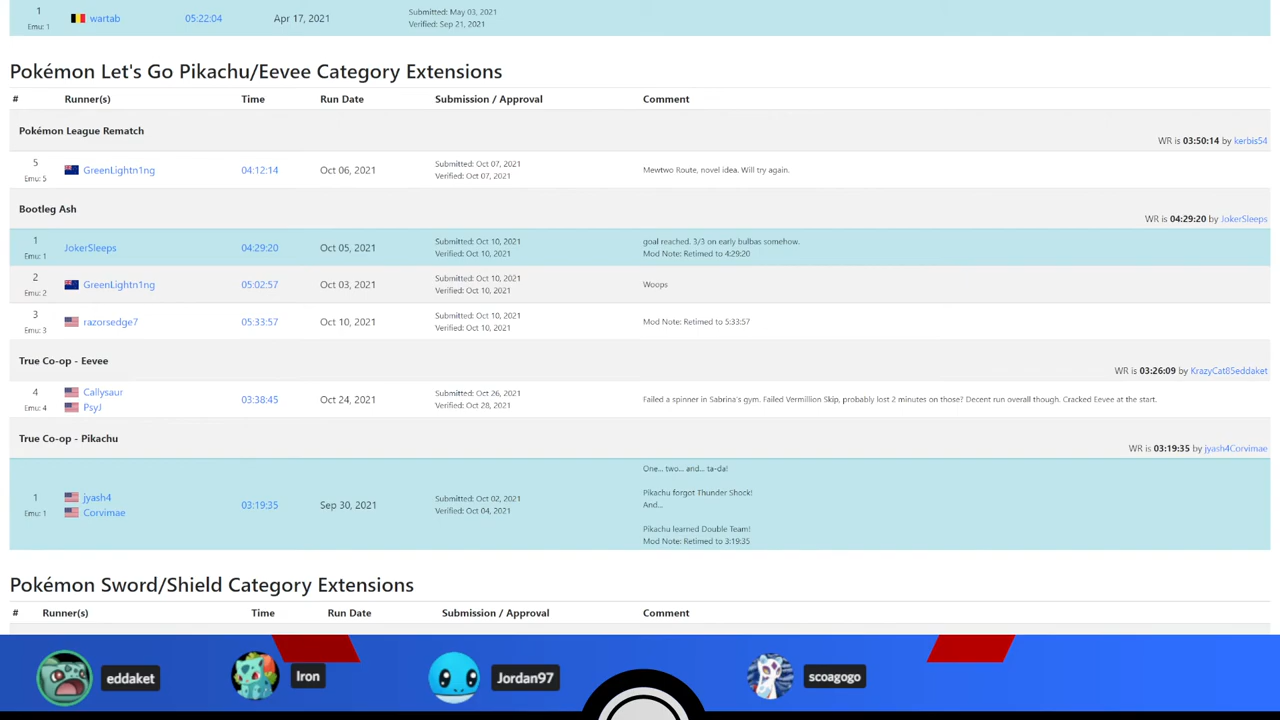 1
Emu: 1
wartab
05:22:04
Apr 17, 2021
Submitted: May 03, 2021
Verified: Sep 21, 2021
Pokémon Let's Go Pikachu/Eevee Category Extensions
# Runner(s) Time Run Date Submission / Approval Comment
Pokémon League Rematch
WR is 03:50:14 by kerbis54
5
Emu: 5
GreenLightn1ng
04:12:14
Oct 06, 2021
Submitted: Oct 07, 2021
Verified: Oct 07, 2021
Mewtwo Route, novel idea. Will try again.
Bootleg Ash
WR is 04:29:20 by JokerSleeps
1
Emu: 1
JokerSleeps
04:29:20
Oct 05, 2021
Submitted: Oct 10, 2021
Verified: Oct 10, 2021
goal reached. 3/3 on early bulbas somehow.
Mod Note: Retimed to 4:29:20
2
Emu: 2
GreenLightn1ng
05:02:57
Oct 03, 2021
Submitted: Oct 10, 2021
Verified: Oct 10, 2021
Woops
3
Emu: 3
razorsedge7
05:33:57
Oct 10, 2021
Submitted: Oct 10, 2021
Verified: Oct 10, 2021
Mod Note: Retimed to 5:33:57
True Co-op - Eevee
WR is 03:26:09 by KrazyCat85eddaket
4
Emu: 4
Callysaur
PsyJ
03:38:45
Oct 24, 2021
Submitted: Oct 26, 2021
Verified: Oct 28, 2021
Failed a spinner in Sabrina's gym. Failed Vermillion Skip, probably lost 2 minutes on those? Decent run overall though. Cracked Eevee at the start.
True Co-op - Pikachu
WR is 03:19:35 by jyash4Corvimae
1
Emu: 1
jyash4
Corvimae
03:19:35
Sep 30, 2021
Submitted: Oct 02, 2021
Verified: Oct 04, 2021
One... two... and... ta-da!
Pikachu forgot Thunder Shock!
And...
Pikachu learned Double Team!
Mod Note: Retimed to 3:19:35
Pokémon Sword/Shield Category Extensions
# Runner(s) Time Run Date Submission / Approval Comment
eddaket
Iron
Jordan97
scoagogo